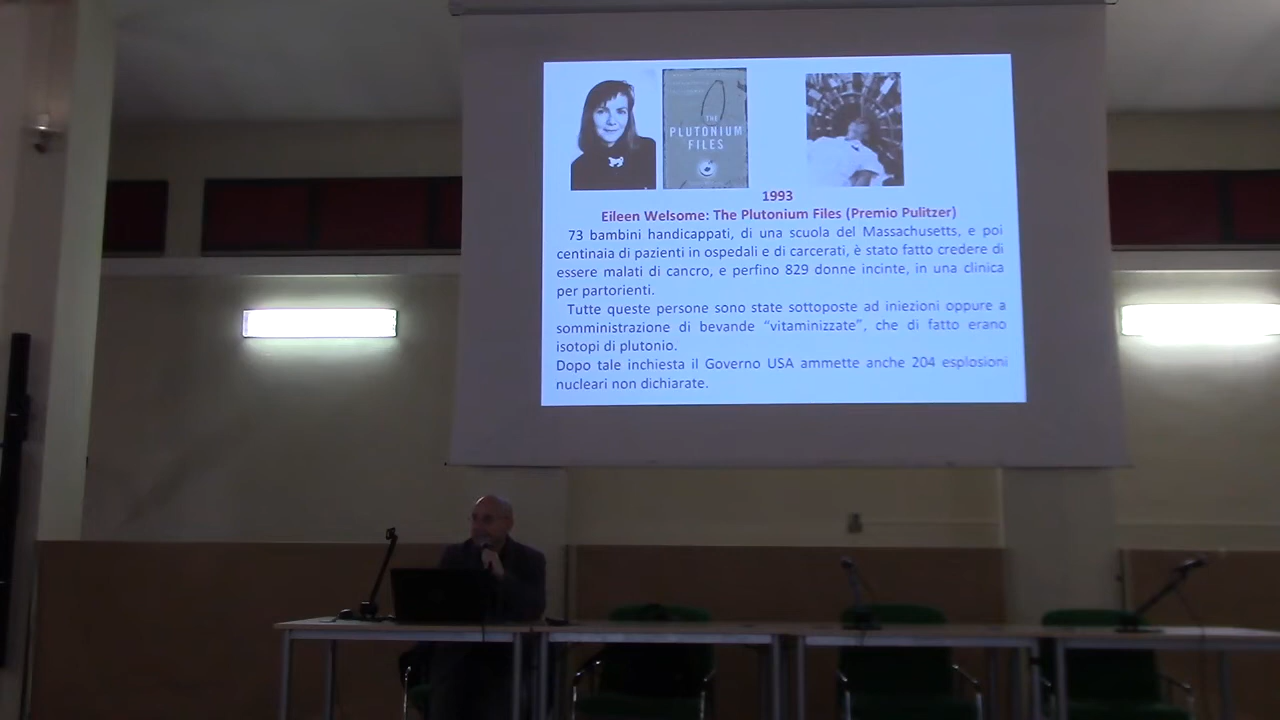 THE
PLUTONIUM
FILES
1993
Eileen Welsome: The Plutonium Files (Premio Pulitzer)
73 bambini handicappati, di una scuola del Massachusetts, e poi
centinaia di pazienti in ospedali e di carcerati, è stato fatto credere di
essere malati di cancro, e perfino 829 donne incinte, in una clinica
per partorienti.
Tutte queste persone sono state sottoposte ad iniezioni oppure a
somministrazione di bevande “vitaminizzate”, che di fatto erano
isotopi di plutonio.
Dopo tale inchiesta il Governo USA ammette anche 204 esplosioni
nucleari non dichiarate.